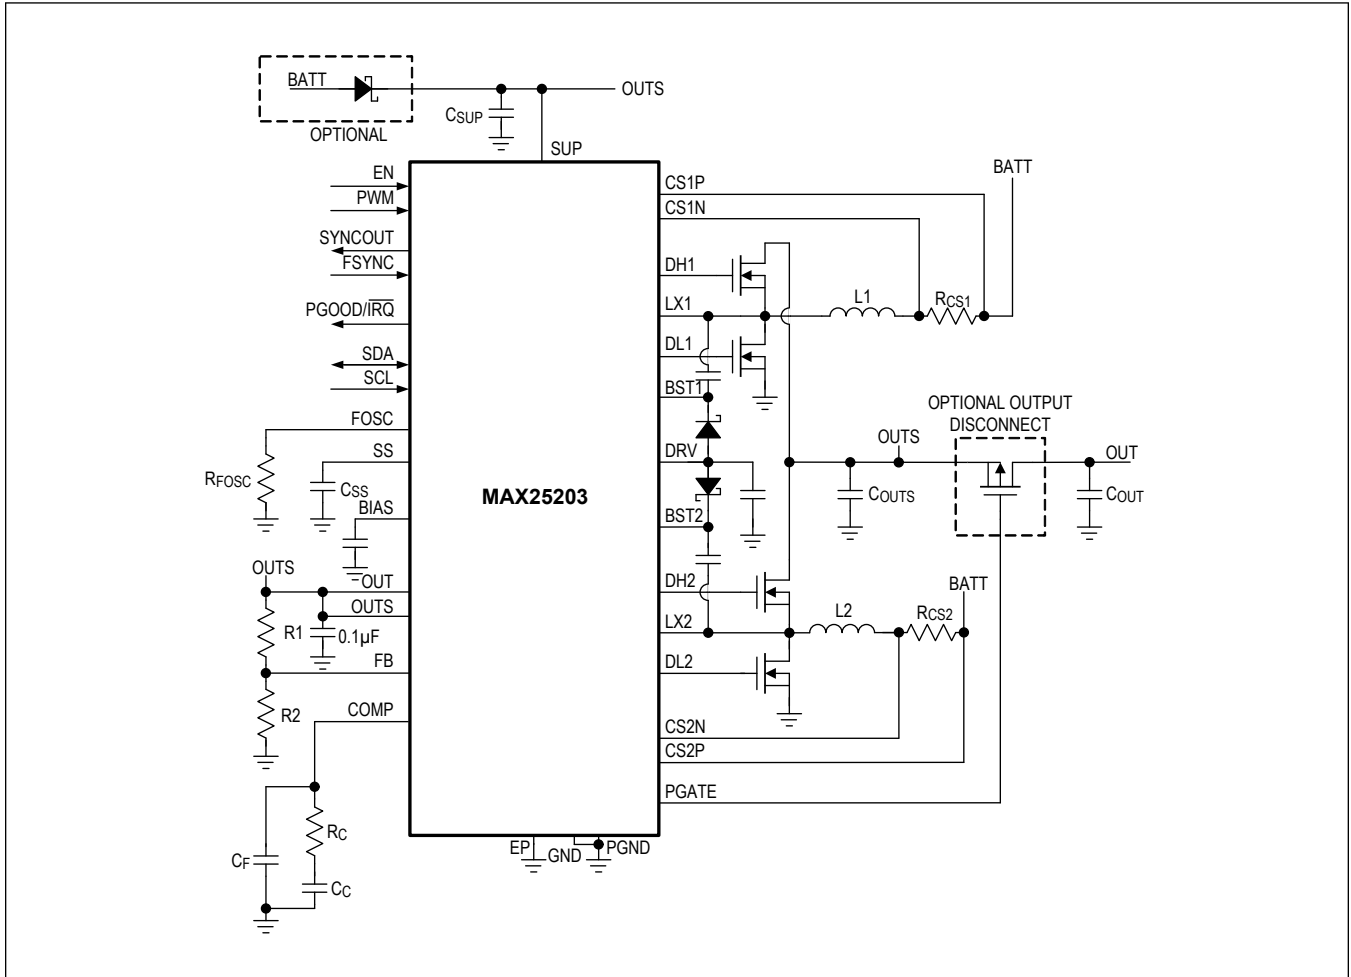 BATT
OPTIONAL
CSUP
OUTS
SUP
EN
PWM
SYNCOUT
FSYNC
PGOOD/IRQ
SDA
SCL
FOSC
SS
BIAS
OUT
OUTS
FB
COMP
RFOSC
CSS
OUTS
R1
0.1µF
R2
RC
CF
CC
MAX25203
EP
GND
PGND
CS1P
CS1N
DH1
LX1
DL1
BST1
DRV
BST2
DH2
LX2
DL2
CS2N
CS2P
PGATE
BATT
L1
RCS1
OPTIONAL OUTPUT
DISCONNECT
OUTS
OUT
COUTS
COUT
BATT
L2
RCS2